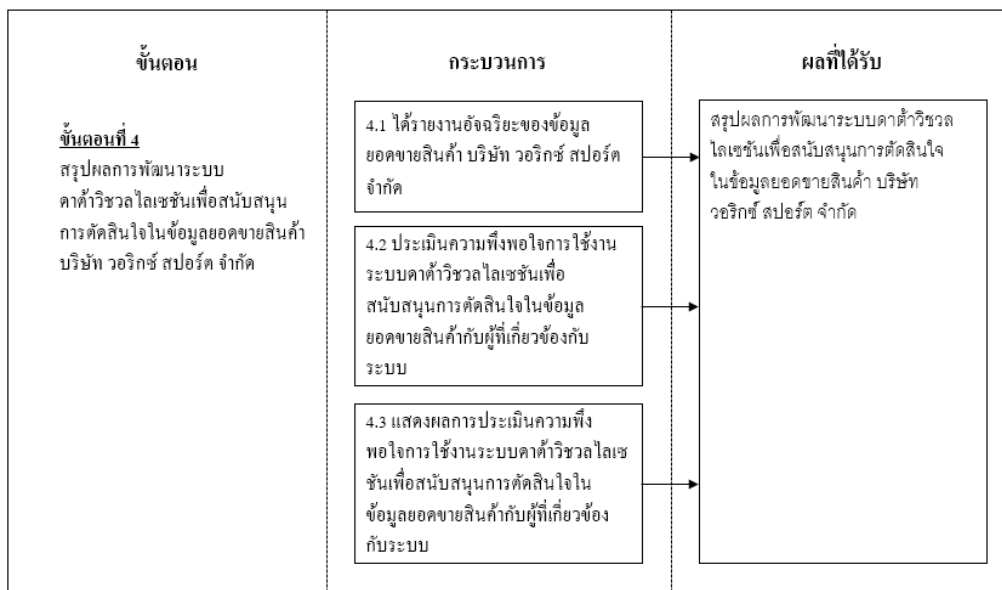 ขั้นตอน
กระบวนการ
ผลที่ได้รับ
ขั้นตอนที่ 4
สรุปผลการพัฒนาระบบ
ดาต้าวิชวลไลเซชันเพื่อสนับสนุน
การตัดสินใจในข้อมูลยอดขายสินค้า
บริษัท วอริกซ์ สปอร์ต จำกัด
4.1 ได้รายงานอัจฉริยะของข้อมูล
ยอดขายสินค้า บริษัท วอริกซ์ สปอร์ต
จำกัด
4.2 ประเมินความพึงพอใจการใช้งาน
ระบบดาต้าวิชวลไลเซชันเพื่อ
สนับสนุนการตัดสินใจในข้อมูล
ยอดขายสินค้ากับผู้ที่เกี่ยวข้องกับ
ระบบ
4.3 แสดงผลการประเมินความพึง
พอใจการใช้งานระบบดาต้าวิชวลไลเซ
ชันเพื่อสนับสนุนการตัดสินใจใน
ข้อมูลยอดขายสินค้ากับผู้ที่เกี่ยวข้อง
กับระบบ
สรุปผลการพัฒนาระบบดาต้าวิชวล
ไลเซชันเพื่อสนับสนุนการตัดสินใจ
ในข้อมูลยอดขายสินค้า บริษัท
วอริกซ์ สปอร์ต จำกัด